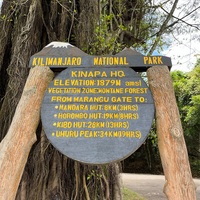 KILIMANJARO NATIONAL PARK
KINAPA HQ
ELEVATION:1879M
VEGETATION ZONE:MONTANE FOREST
FROM MARANGU GATE TO:
•MANDARA HUT:8KM(3HRS)
•HOROMBO HUT:19KM(8HRS)
•KIBO HUT:28KM(13HRS)
•UHURU PEAK:34KM(19HRS)